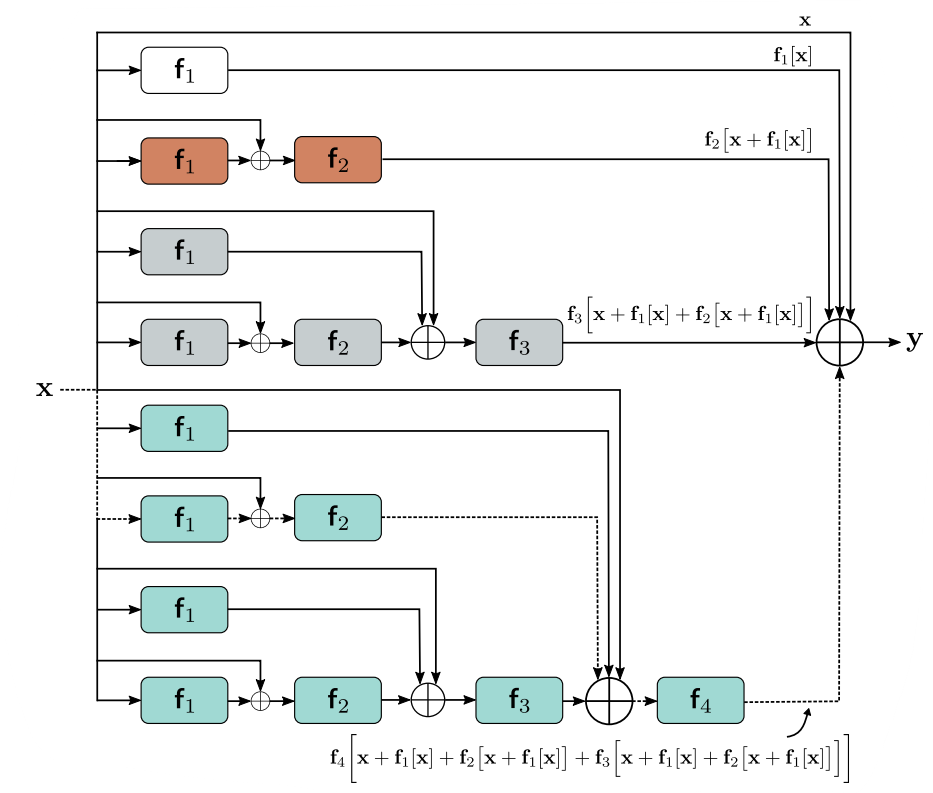 x
f₁[x]
f₁
f₂[x + f₁[x]]
f₁ f₂
f₁
f₃[x + f₁[x] + f₂[x + f₁[x]]]
f₁ f₂ f₃ y
x
f₁
f₁ f₂
f₁
f₁ f₂ f₃ f₄
f₄[x + f₁[x] + f₂[x + f₁[x]] + f₃[x + f₁[x] + f₂[x + f₁[x]]]]